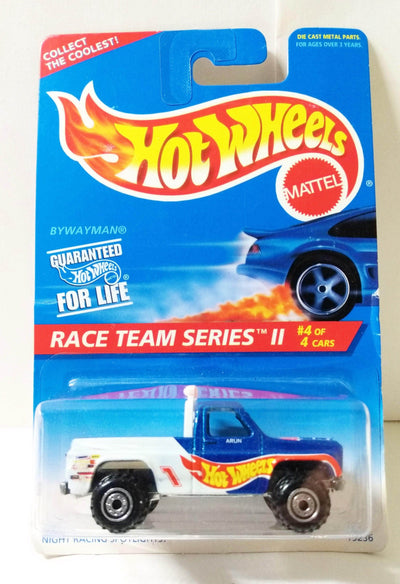 COLLECT
THE COOLEST!
DIE CAST METAL PARTS.
FOR AGES OVER 3 YEARS.
HOT WHEELS
MATTEL
®
BYWAYMAN®
GUARANTEED
Hot Wheels
FOR LIFE
RACE TEAM SERIES™ II
#4 OF
4 CARS
ARUN
1
Hot Wheels
NIGHT RACING SPOTLIGHTS!